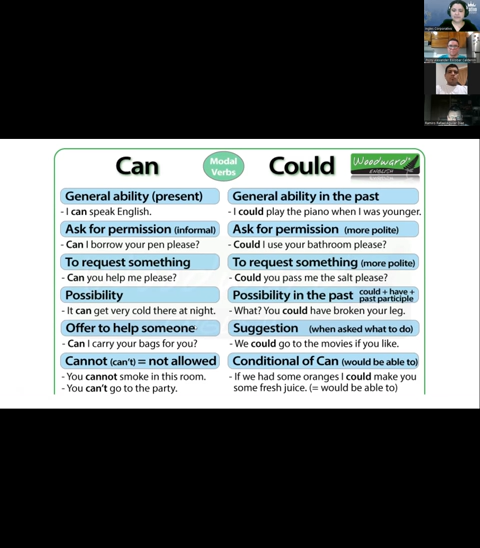 Can
Modal
Verbs
Could
Woodward®
ENGLISH
General ability (present)
- I can speak English.
Ask for permission (informal)
- Can I borrow your pen please?
To request something
- Can you help me please?
Possibility
- It can get very cold there at night.
Offer to help someone
- Can I carry your bags for you?
Cannot (can't) = not allowed
- You cannot smoke in this room.
- You can't go to the party.
General ability in the past
- I could play the piano when I was younger.
Ask for permission (more polite)
- Could I use your bathroom please?
To request something (more polite)
- Could you pass me the salt please?
Possibility in the past could + have +
past participle
- What? You could have broken your leg.
Suggestion (when asked what to do)
- We could go to the movies if you like.
Conditional of Can (would be able to)
- If we had some oranges I could make you
some fresh juice. (= would be able to)